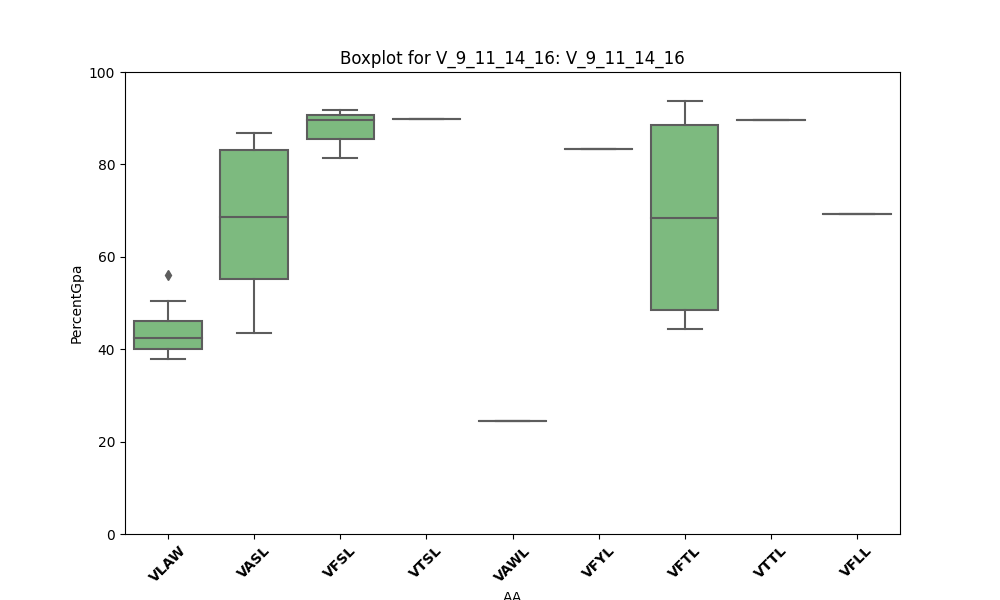 Boxplot for V_9_11_14_16: V_9_11_14_16
100
80
60
40
20
0
PercentGpa
VLAW
VASL
VFSL
VTSL
VAWL
VFYL
VFTL
VTTL
VFLL
AA